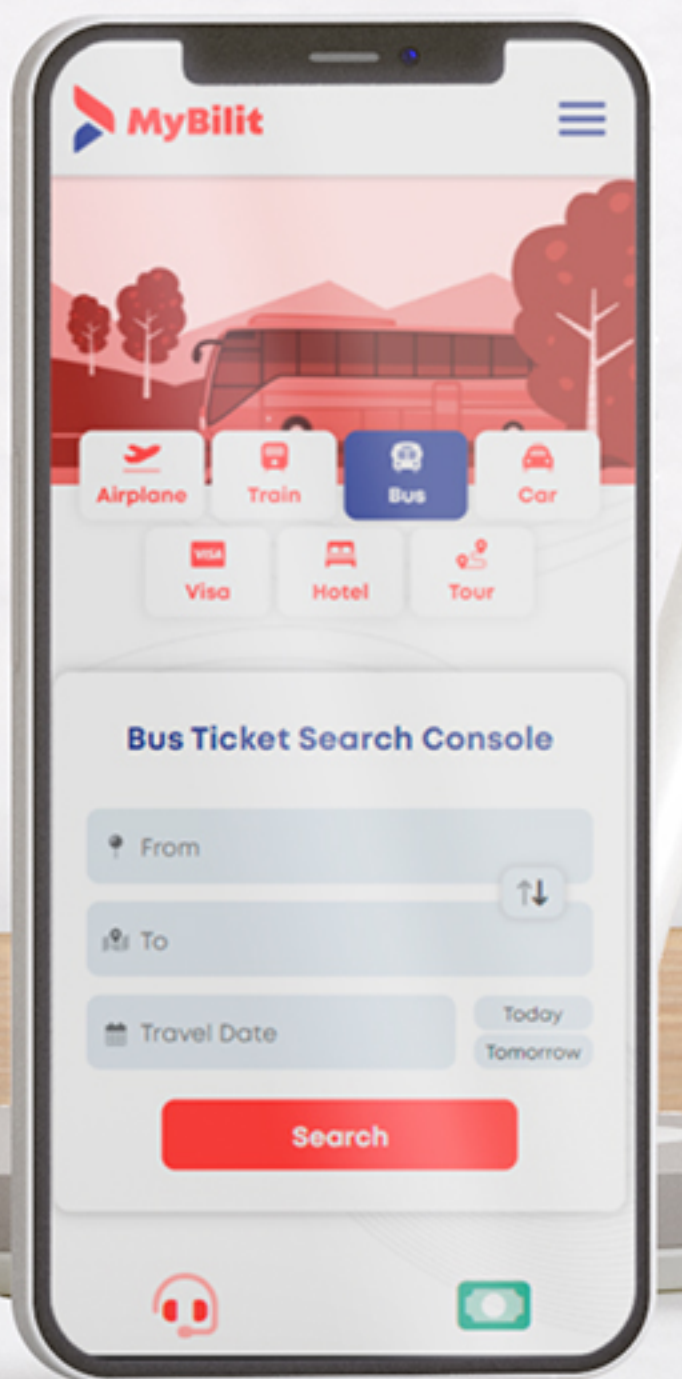 MyBilit
Airplane Train Bus Car
VISA
Visa Hotel Tour
Bus Ticket Search Console
From
To
Travel Date
Today
Tomorrow
Search